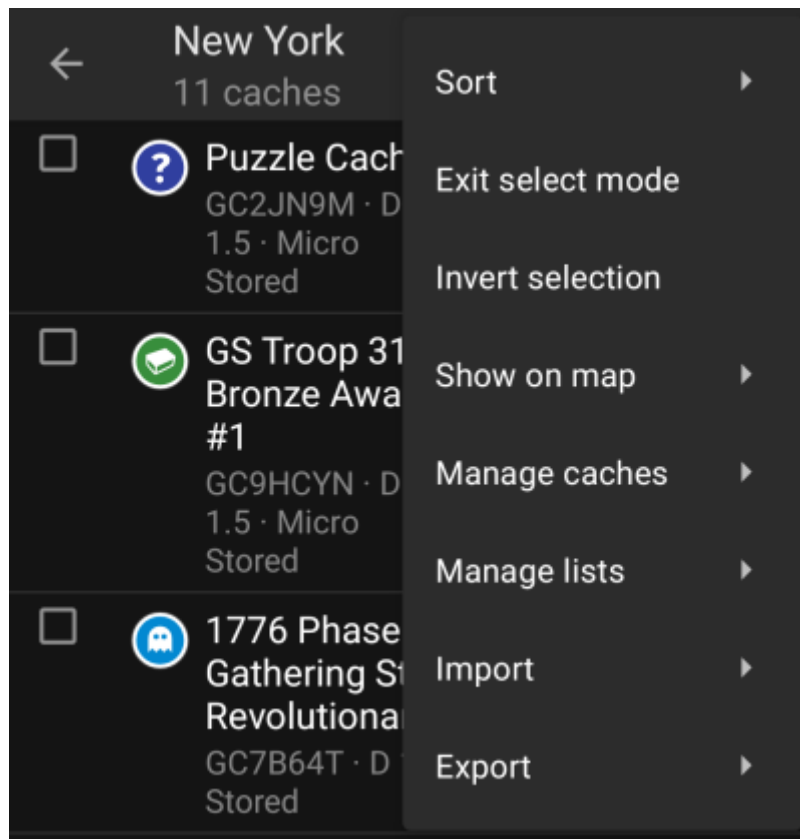 New York
11 caches
Puzzle Cach
GC2JN9M · D
1.5 · Micro
Stored
GS Troop 31
Bronze Awa
#1
GC9HCYN · D
1.5 · Micro
Stored
1776 Phase
Gathering St
Revolutiona
GC7B64T · D
Stored
Sort
Exit select mode
Invert selection
Show on map
Manage caches
Manage lists
Import
Export